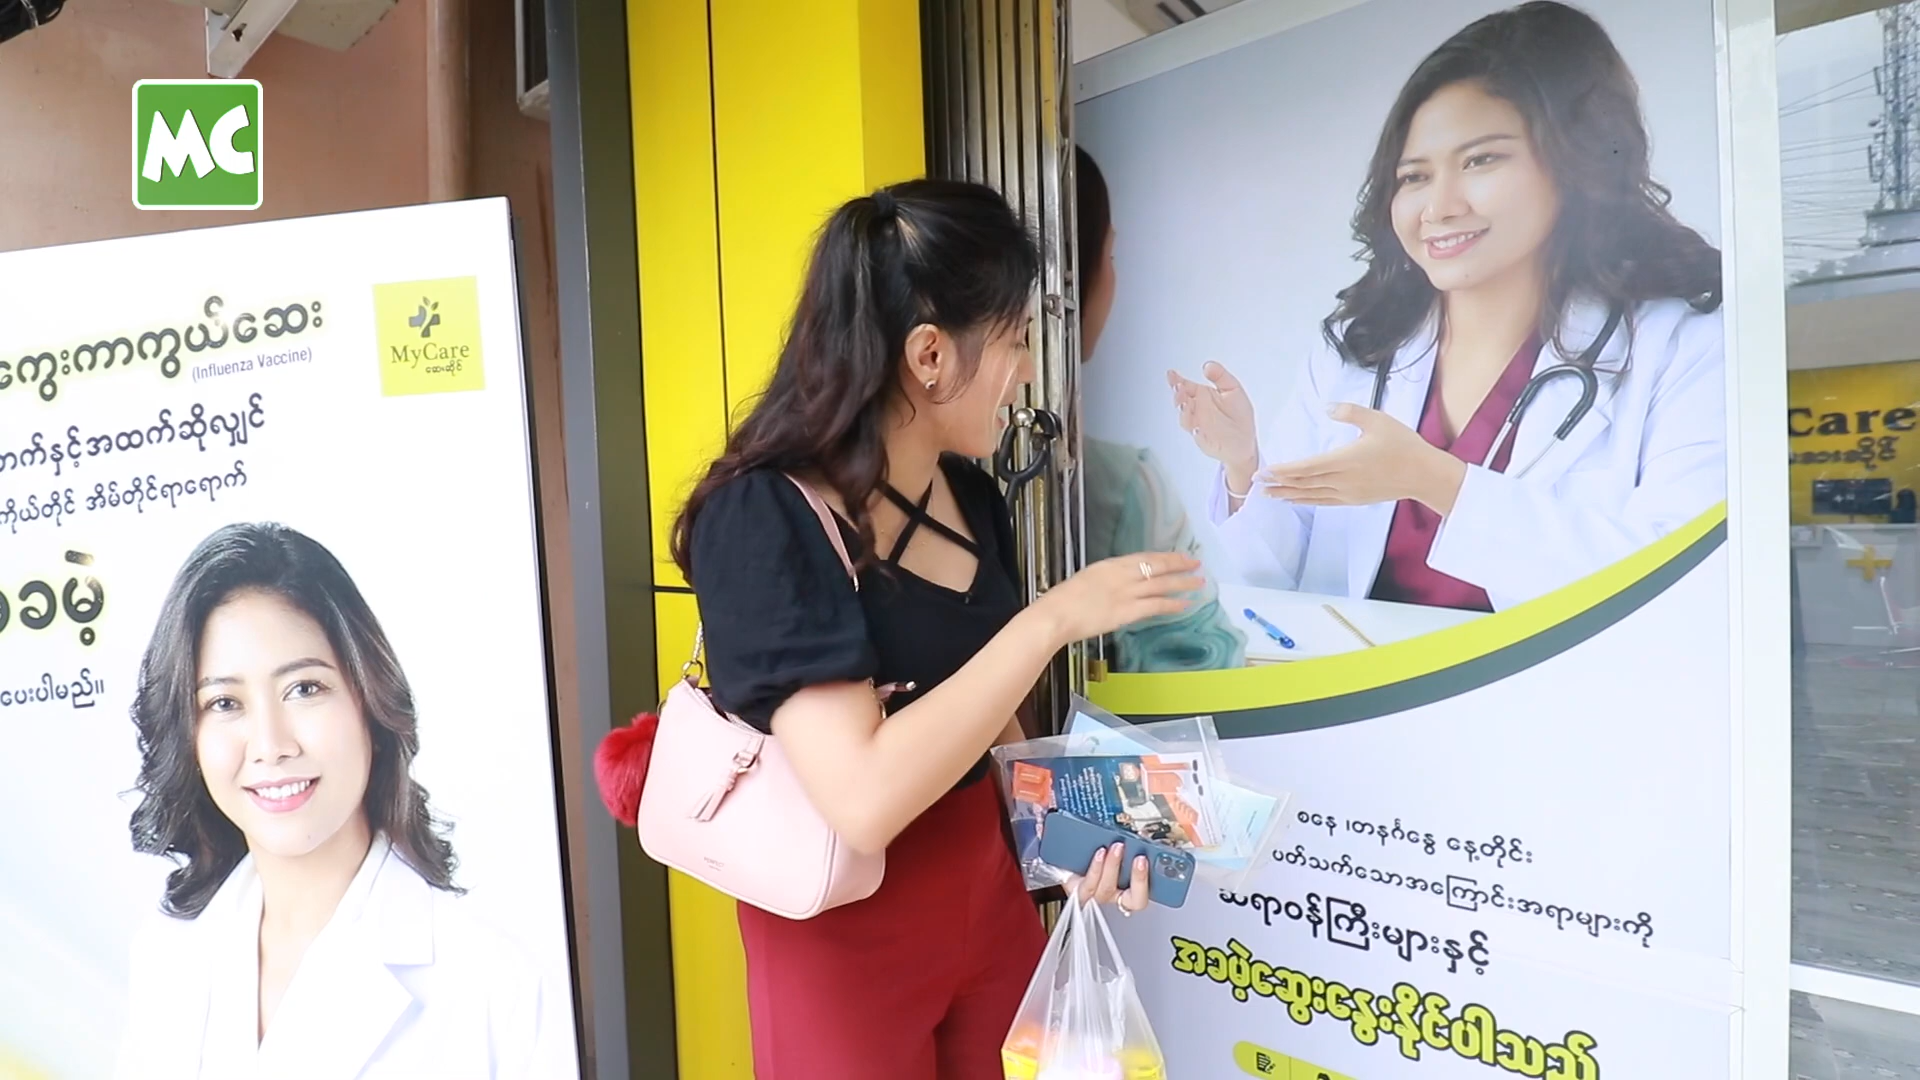 MC
ကွေးကာကွယ်ဆေး
(Influenza Vaccine)
MyCare
ဆေးဆိုင်
ယောက်နှင့်အထက်ဆိုလျှင်
ကိုယ်တိုင် အိမ်တိုင်ရာရောက်
အခမဲ့
ပေးပါမည်။
Care
ဆေးဆိုင်
စနေ ၊တနင်္ဂနွေ နေ့တိုင်း
ပတ်သက်သောအကြောင်းအရာများကို
ဆရာဝန်ကြီးများနှင့်
အခမဲ့ဆွေးနွေးနိုင်ပါသည်